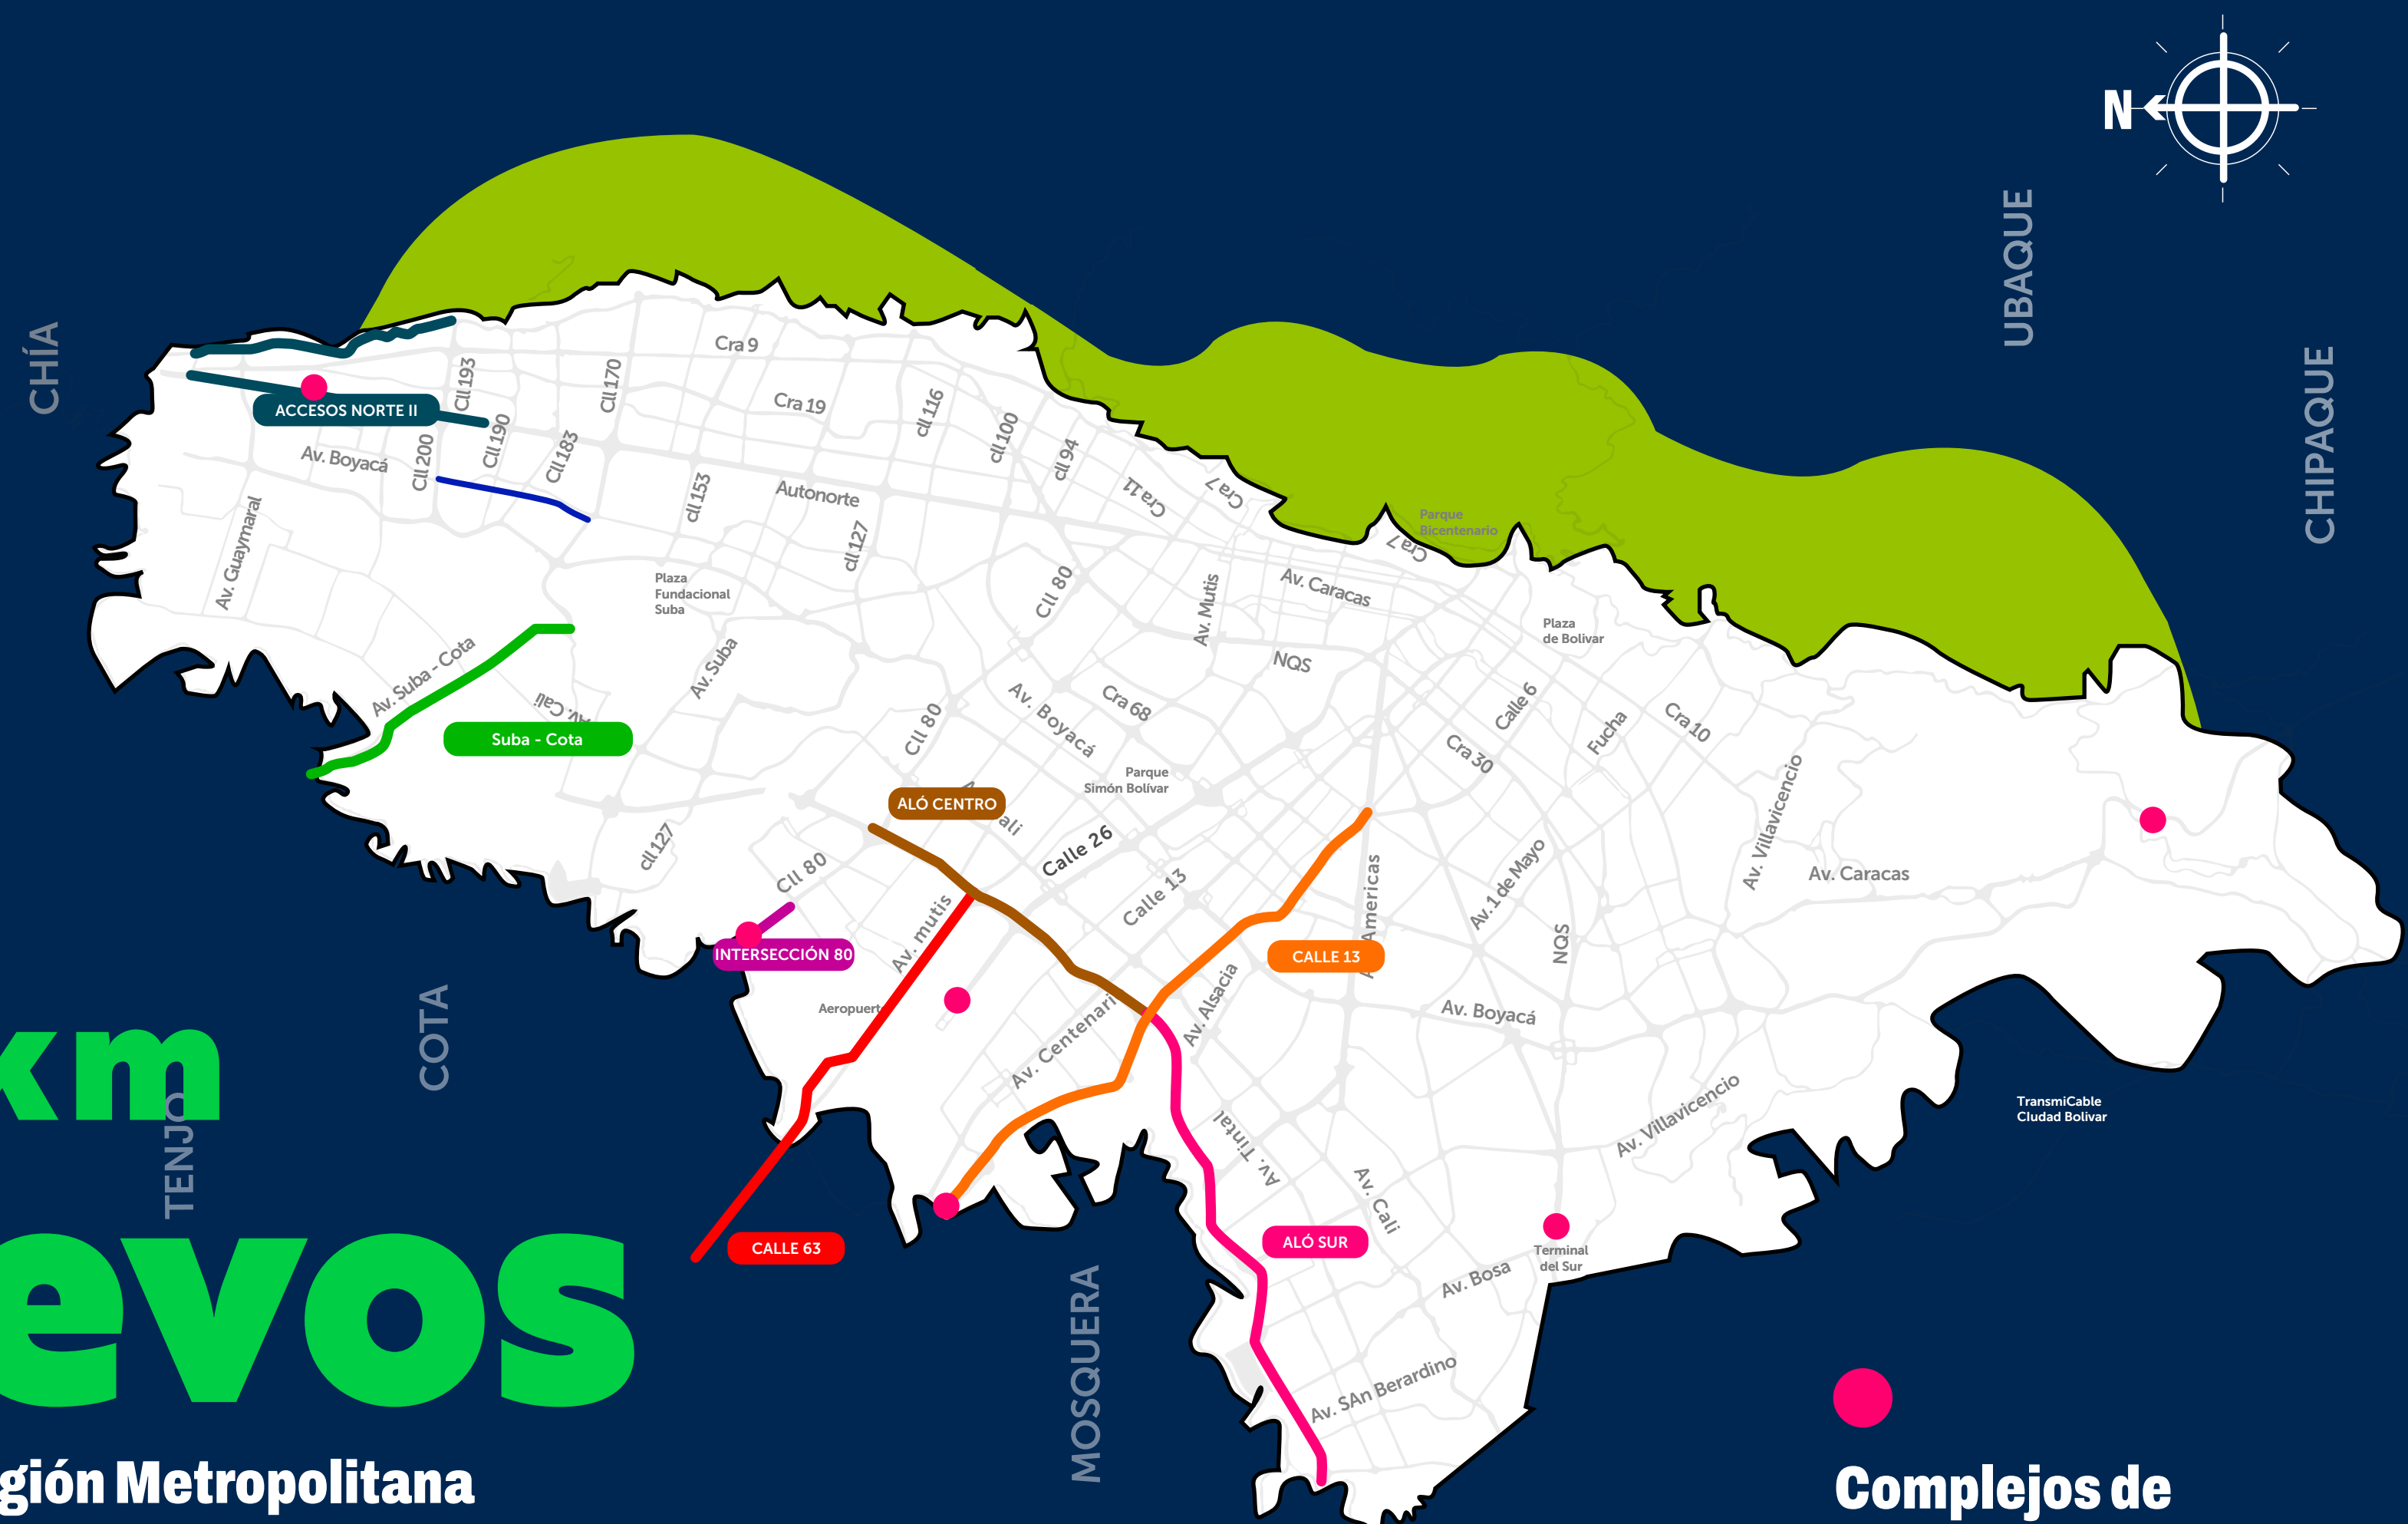 N
UBAQUE
CHÍA
CHIPAQUE
Cra 9
Cll 193
Cll 170
Cra 19
cll 116
ACCESOS NORTE II
cll 100
Cll 190
cll 94
Cll 183
Cll 200
Av. Boyacá
Autonorte
cll 153
Cra 11
Cra 7
Parque
Bicentenario
Cra 7
Av. Guaymaral
cll 127
Plaza
Fundacional
Suba
Cll 80
Av. Mutis
Av. Caracas
Plaza
de Bolivar
Av. Suba - Cota
Av. Suba
NQS
Av. Cali
Av. Boyacá
Cra 68
Calle 6
Fucha
Cra 10
Cll 80
Cra 30
Suba - Cota
Parque
Simón Bolívar
Av. Villavicencio
ALÓ CENTRO
ali
Calle 26
cll 127
Cll 80
Calle 13
Americas
Av. 1 de Mayo
Av. Caracas
Av. mutis
INTERSECCIÓN 80
CALLE 13
NQS
Aeropuert
Av. Centenari
Av. Alsacia
Av. Boyacá
COTA
km
TENJO
Av. Tintal
Av. Villavicencio
TransmiCable
CIudad Bolivar
Av. Cali
CALLE 63
ALÓ SUR
Terminal
del Sur
Av. Bosa
evos
MOSQUERA
Av. SAn Berardino
gión Metropolitana
Complejos de